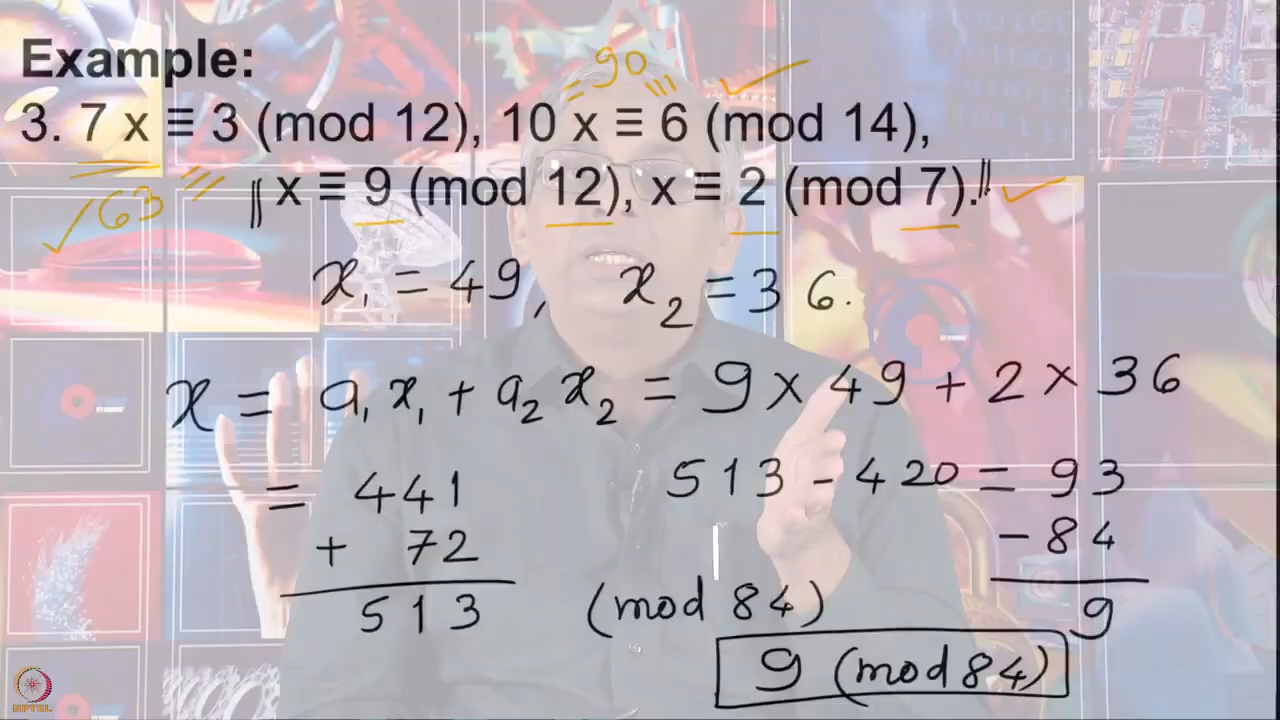 Example:
90
3. 7 x ≡ 3 (mod 12), 10 x ≡ 6 (mod 14),
63 x ≡ 9 (mod 12), x ≡ 2 (mod 7).
x₁ = 49, x₂ = 36.
x = a₁x₁ + a₂x₂ = 9 × 49 + 2 × 36
= 441 513 - 420 = 93
+ 72 - 84
513 (mod 84) 9
9 (mod 84)
NPTEL